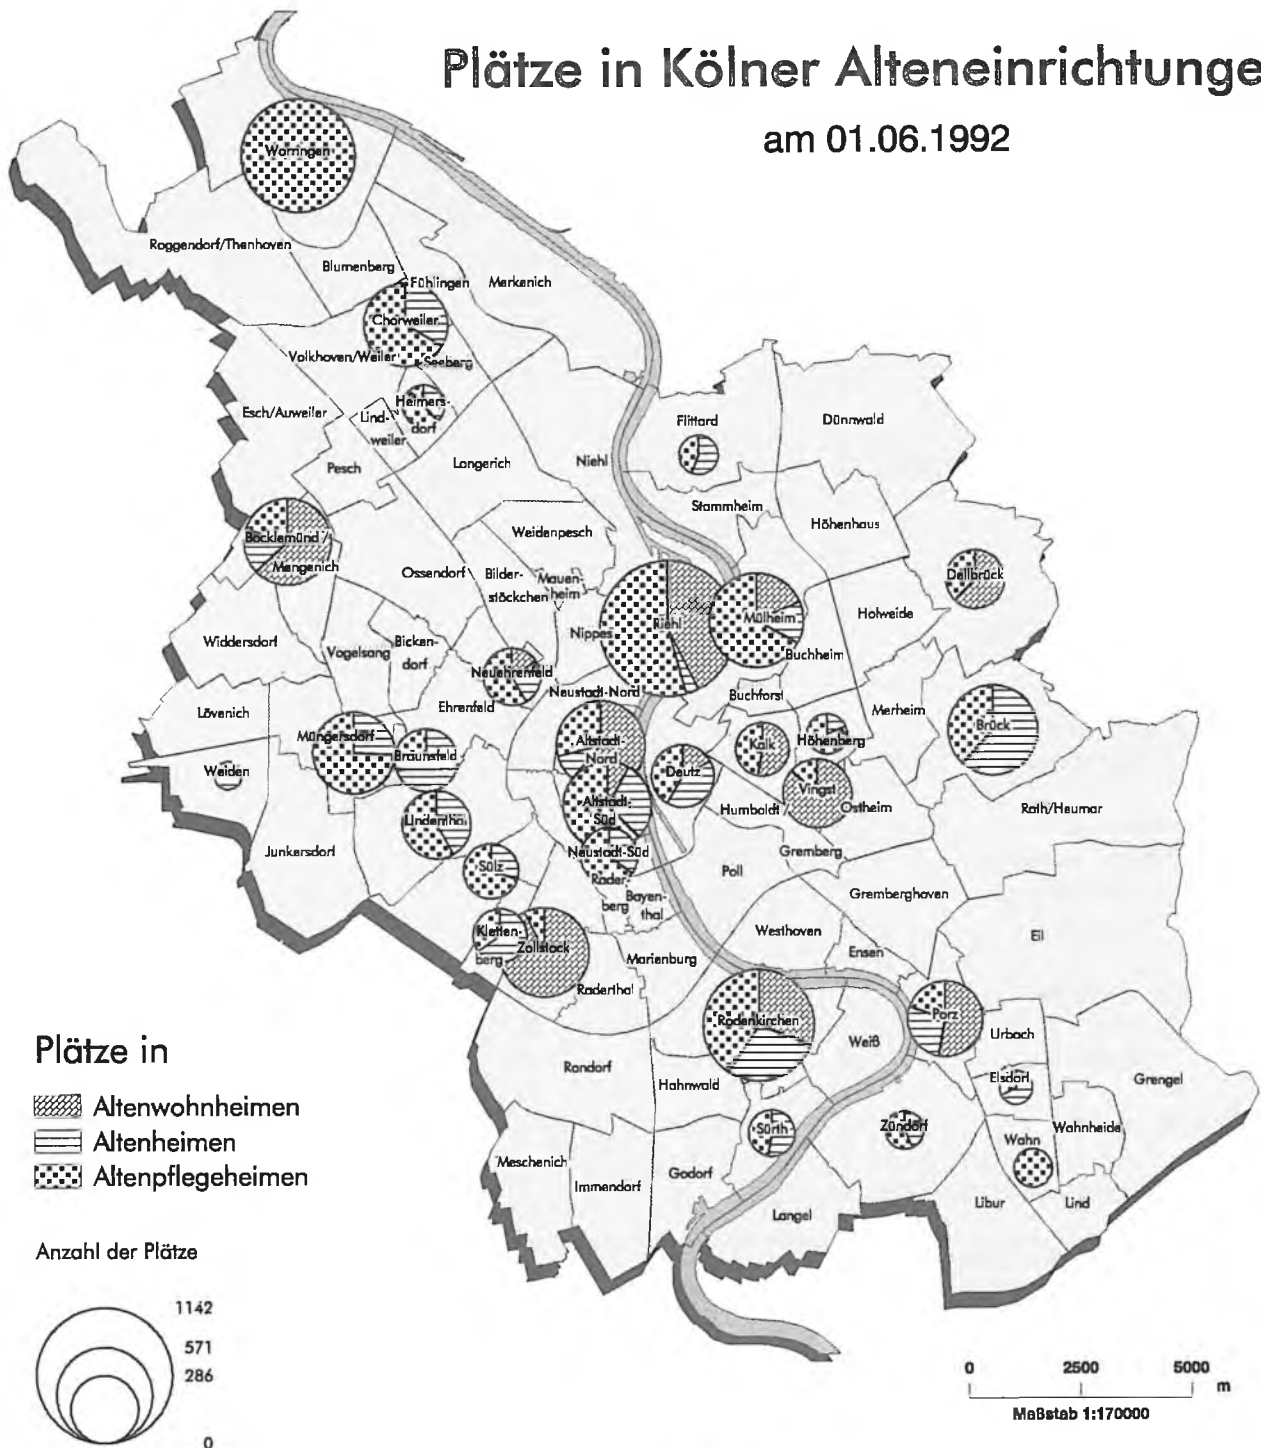 Plätze in Kölner Alteneinrichtunge
am 01.06.1992
Worringen
Roggendorf/Thenhoven
Blumenberg
Fühlingen
Merkenich
Chorweiler
Volkhoven/Weiler
Seeberg
Heimers-
dorf
Esch/Auweiler
Lind-
weiler
Flittard
Dünnwald
Pesch
Longerich
Niehl
Stammheim
Höhenhaus
Weidenpesch
Bocklemünd /
Mengenich
Ossendorf
Bilder-
stöckchen
Mauen-
heim
Dellbrück
Holweide
Riehl
Mülheim
Nippes
Buchheim
Widdersdorf
Vogelsang
Bicken-
dorf
Neuehrenfeld
Neustadt-Nord
Buchforst
Merheim
Brück
Lövenich
Ehrenfeld
Müngersdorf
Braunsfeld
Altstadt-
Nord
Kalk
Höhenberg
Weiden
Deutz
Vingst
Altstadt-
Süd
Humboldt/
Ostheim
Rath/Heumar
Lindenthal
Junkersdorf
Neustadt-Süd
Gremberg
Sülz
Poll
Rader-
berg
Bayen-
thal
Gremberghoven
Kletten-
berg
Zollstock
Westhoven
Ensen
Eil
Marienburg
Raderthal
Rodenkirchen
Porz
Urbach
Weiß
Rondorf
Hahnwald
Elsdorf
Grengel
Sürth
Zündorf
Wahn
Wahnheide
Meschenich
Immendorf
Godorf
Langel
Libur
Lind
Plätze in
Altenwohnheimen
Altenheimen
Altenpflegeheimen
Anzahl der Plätze
1142
571
286
0
0 2500 5000
m
Maßstab 1:170000